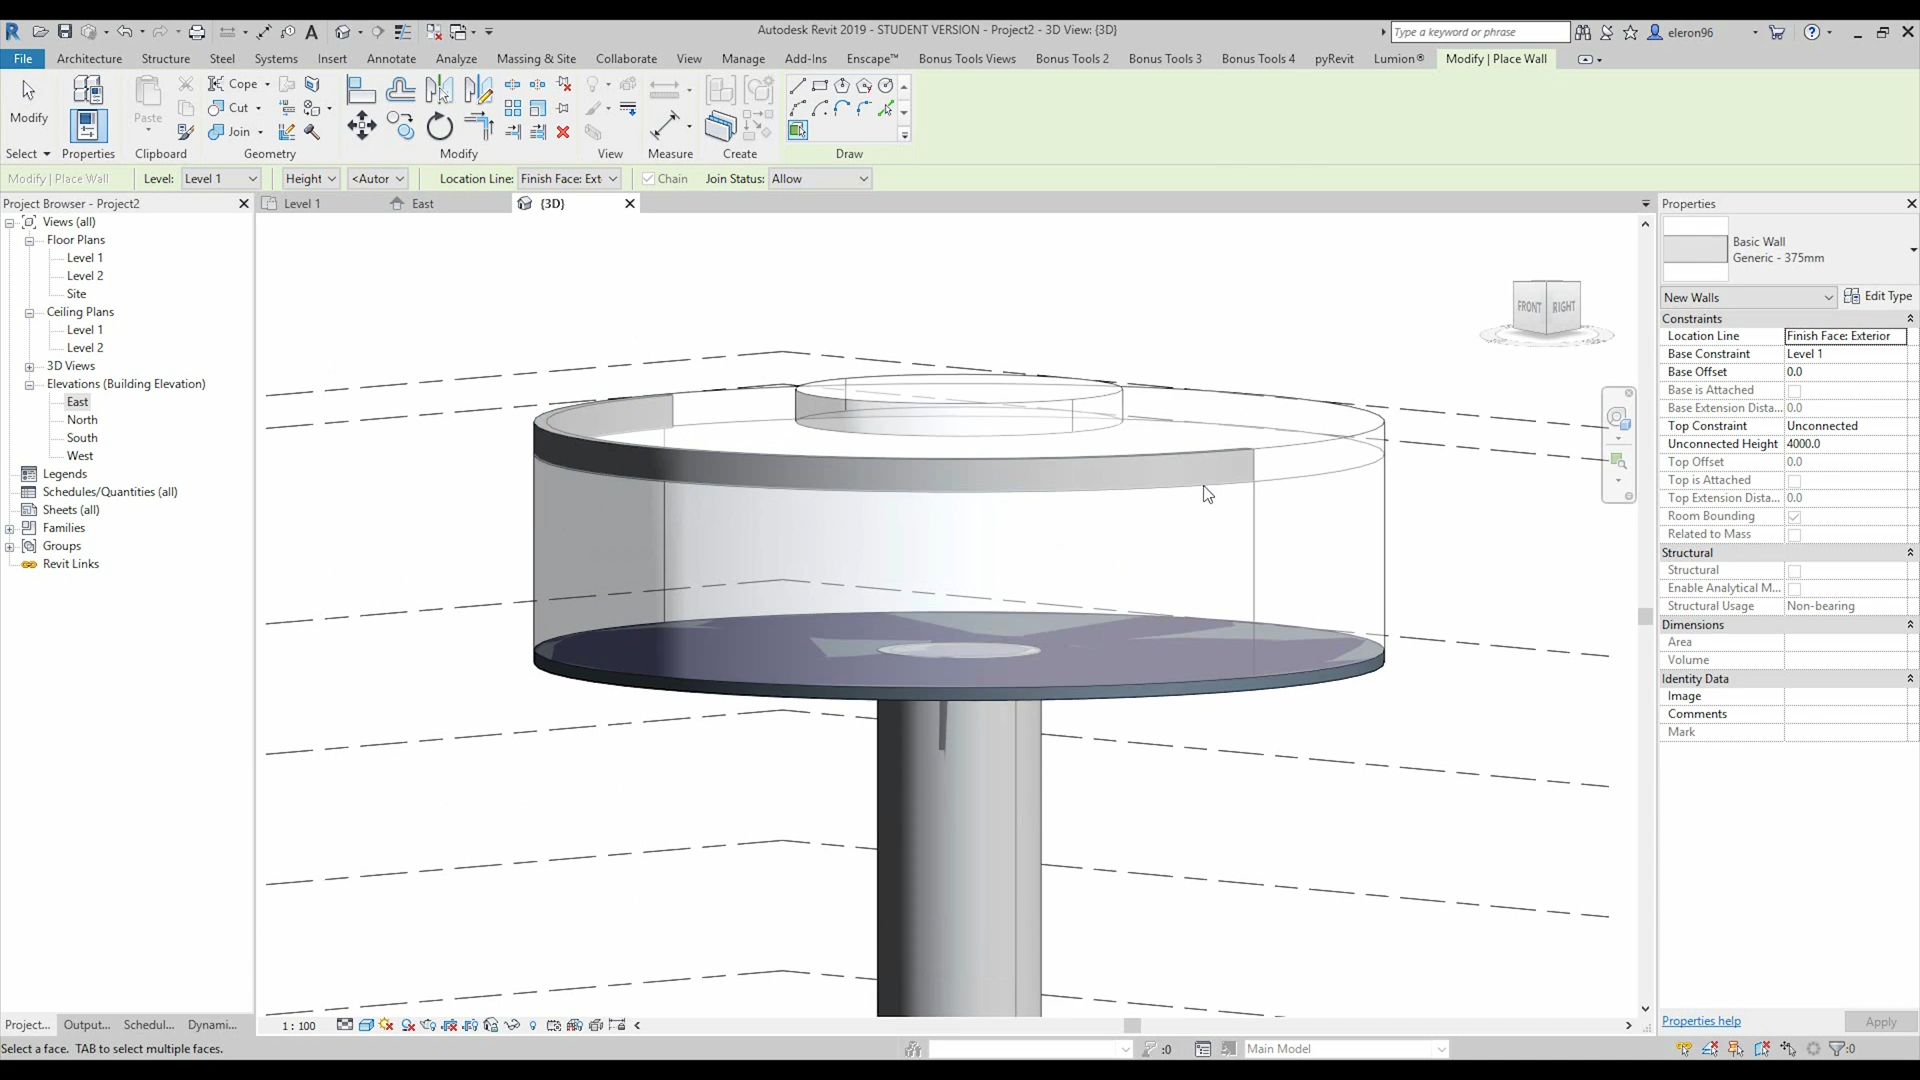 Autodesk Revit 2019 - STUDENT VERSION - Project2 - 3D View: {3D}
Type a keyword or phrase
eleron96
File Architecture Structure Steel Systems Insert Annotate Analyze Massing & Site Collaborate View Manage Add-Ins Enscape™ Bonus Tools Views Bonus Tools 2 Bonus Tools 3 Bonus Tools 4 pyRevit Lumion® Modify | Place Wall
Modify
Paste
Cope
Cut
Join
Select Properties Clipboard Geometry Modify View Measure Create Draw
Modify | Place Wall Level: Level 1 Height <Autor Location Line: Finish Face: Ext Chain Join Status: Allow
Project Browser - Project2
Views (all)
Floor Plans
Level 1
Level 2
Site
Ceiling Plans
Level 1
Level 2
3D Views
Elevations (Building Elevation)
East
North
South
West
Legends
Schedules/Quantities (all)
Sheets (all)
Families
Groups
Revit Links
Project... Output... Schedul... Dynami...
Level 1 East {3D}
FRONT RIGHT
1 : 100
Properties
Basic Wall
Generic - 375mm
New Walls Edit Type
Constraints
Location Line Finish Face: Exterior
Base Constraint Level 1
Base Offset 0.0
Base is Attached
Base Extension Dista... 0.0
Top Constraint Unconnected
Unconnected Height 4000.0
Top Offset 0.0
Top is Attached
Top Extension Dista... 0.0
Room Bounding
Related to Mass
Structural
Structural
Enable Analytical M...
Structural Usage Non-bearing
Dimensions
Area
Volume
Identity Data
Image
Comments
Mark
Properties help Apply
Select a face. TAB to select multiple faces.
:0
Main Model
:0